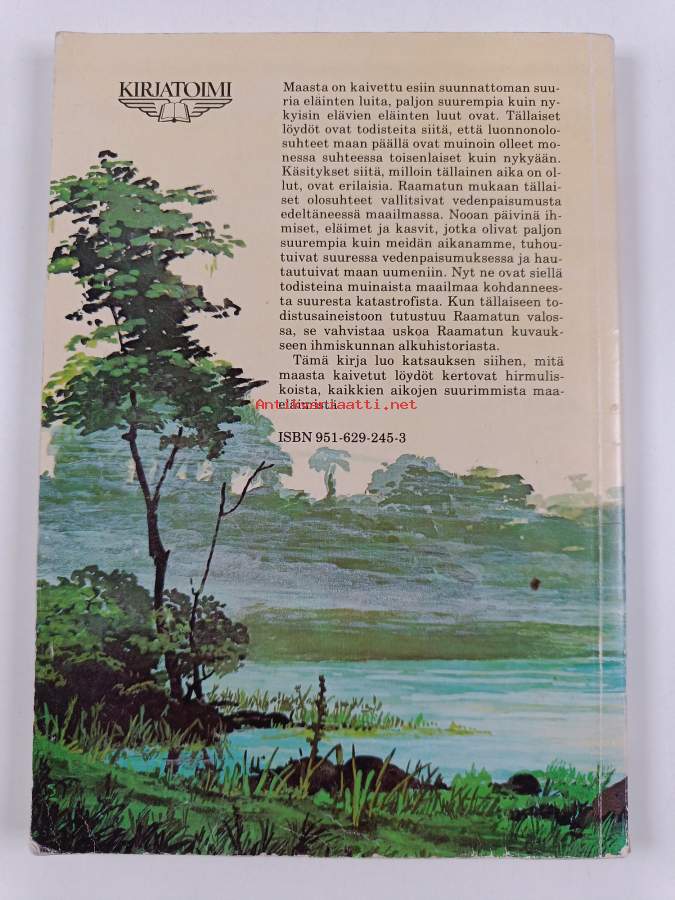 KIRJATOIMI
Maasta on kaivettu esiin suunnattoman suu-
ria eläinten luita, paljon suurempia kuin ny-
kyisin elävien eläinten luut ovat. Tällaiset
löydöt ovat todisteita siitä, että luonnonolo-
suhteet maan päällä ovat muinoin olleet mo-
nessa suhteessa toisenlaiset kuin nykyään.
Käsitykset siitä, milloin tällainen aika on ol-
lut, ovat erilaisia. Raamatun mukaan tällai-
set olosuhteet vallitsivat vedenpaisumusta
edeltäneessä maailmassa. Nooan päivinä ih-
miset, eläimet ja kasvit, jotka olivat paljon
suurempia kuin meidän aikanamme, tuhou-
tuivat suuressa vedenpaisumuksessa ja hau-
tautuivat maan uumeniin. Nyt ne ovat siellä
todisteina muinaista maailmaa kohdannees-
ta suuresta katastrofista. Kun tällaiseen to-
distusaineistoon tutustuu Raamatun valos-
sa, se vahvistaa uskoa Raamatun kuvauk-
seen ihmiskunnan alkuhistoriasta.
Tämä kirja luo katsauksen siihen, mitä
maasta kaivetut löydöt kertovat hirmulis-
koista, kaikkien aikojen suurimmista maa-
eläimistä.
Antikvariaatti.net
ISBN 951-629-245-3